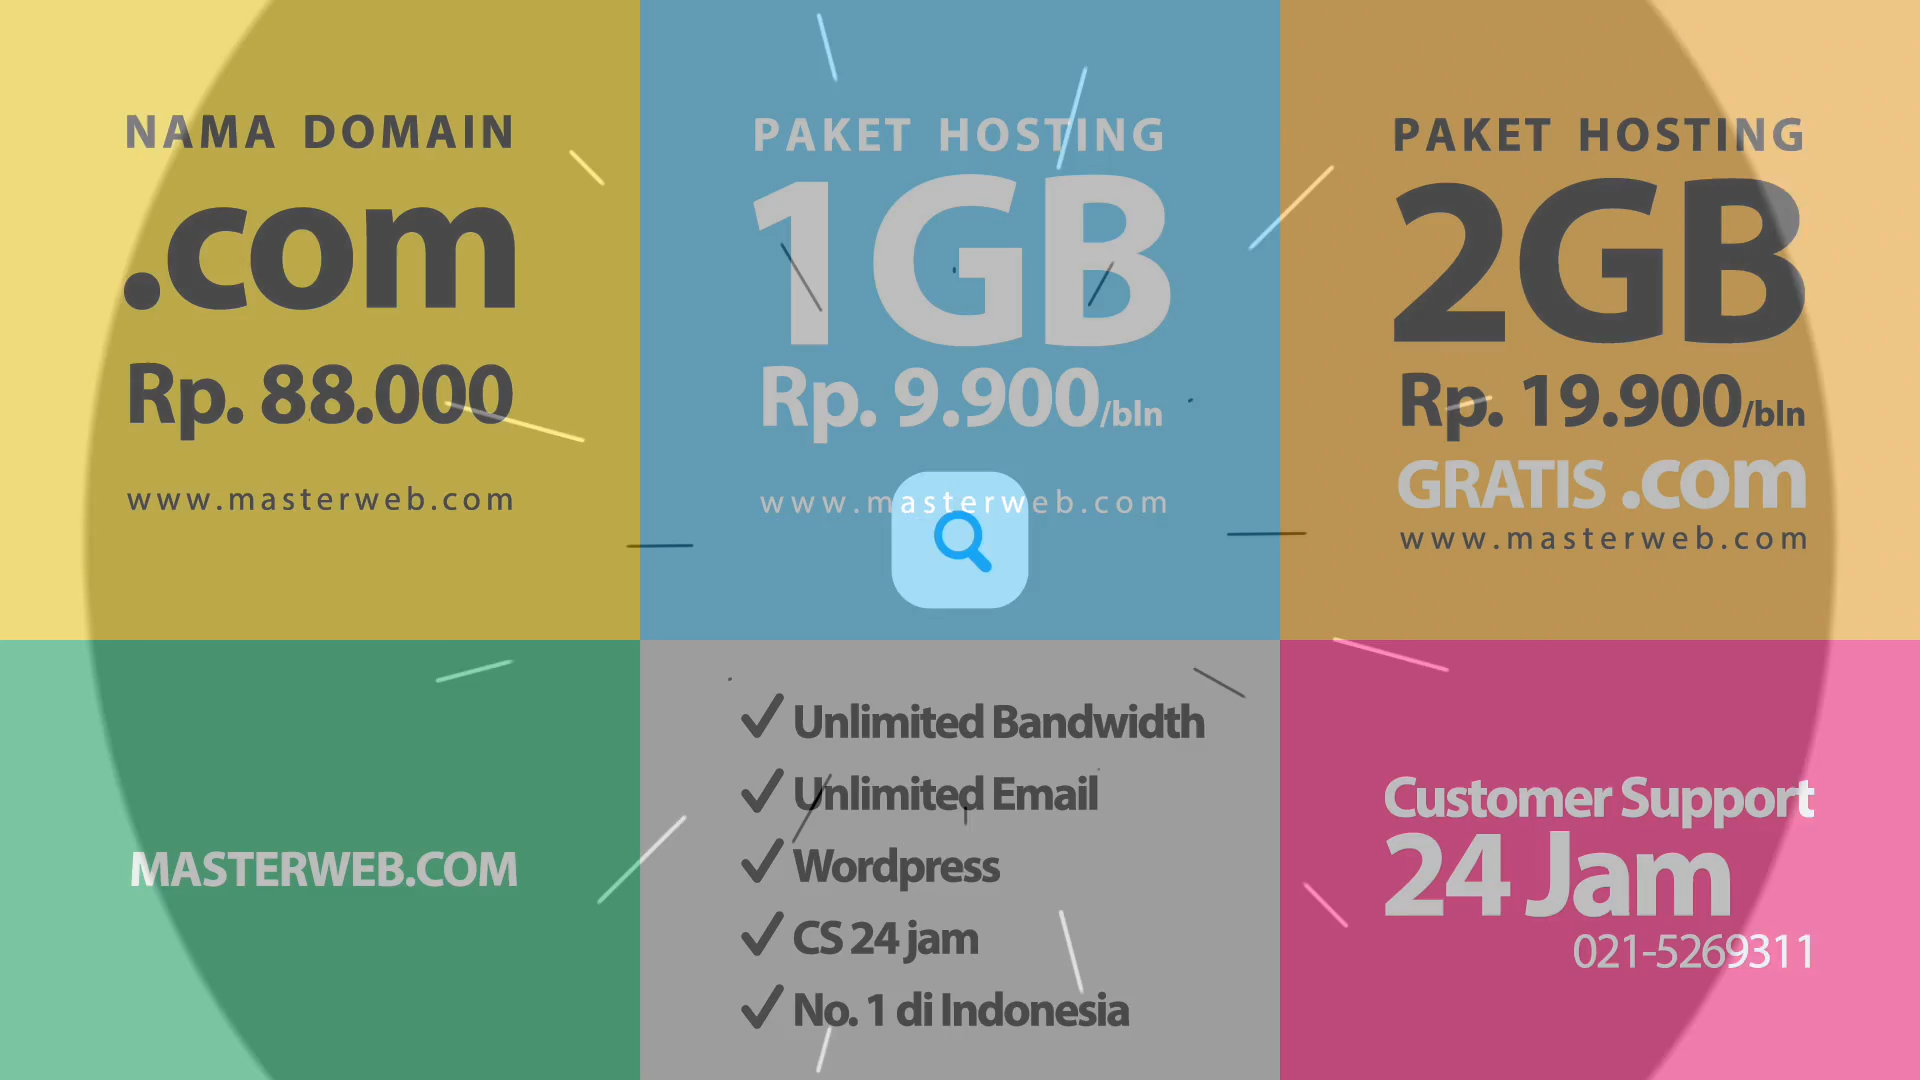 NAMA DOMAIN
.com
Rp. 88.000
www.masterweb.com
PAKET HOSTING
1GB
Rp. 9.900/bln
www.masterweb.com
PAKET HOSTING
2GB
Rp. 19.900/bln
GRATIS .com
www.masterweb.com
MASTERWEB.COM
Unlimited Bandwidth
Unlimited Email
Wordpress
CS 24 jam
No. 1 di Indonesia
Customer Support
24 Jam
021-5269311